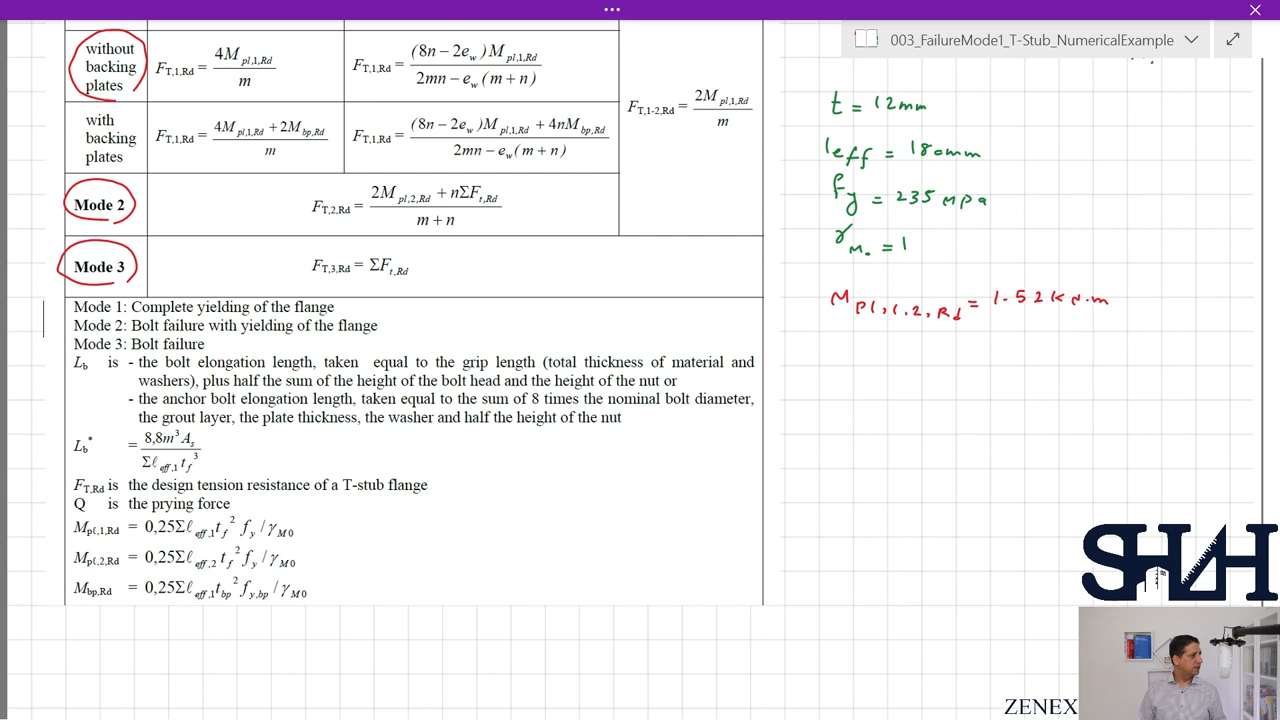 003_FailureMode1_T-Stub_NumericalExample
without backing plates
F_T,1,Rd = 4M_pl,1,Rd / m
F_T,1,Rd = (8n − 2e_w)M_pl,1,Rd / 2mn − e_w(m + n)
F_T,1-2,Rd = 2M_pl,1,Rd / m
with backing plates
F_T,1,Rd = 4M_pl,1,Rd + 2M_bp,Rd / m
F_T,1,Rd = (8n − 2e_w)M_pl,1,Rd + 4nM_bp,Rd / 2mn − e_w(m + n)
Mode 2
F_T,2,Rd = 2M_pl,2,Rd + nΣF_t,Rd / m + n
Mode 3
F_T,3,Rd = ΣF_t,Rd
Mode 1: Complete yielding of the flange
Mode 2: Bolt failure with yielding of the flange
Mode 3: Bolt failure
L_b is - the bolt elongation length, taken equal to the grip length (total thickness of material and
washers), plus half the sum of the height of the bolt head and the height of the nut or
- the anchor bolt elongation length, taken equal to the sum of 8 times the nominal bolt diameter,
the grout layer, the plate thickness, the washer and half the height of the nut
L_b* = 8,8m³A_s / Σℓ_eff,1 t_f³
F_T,Rd is the design tension resistance of a T-stub flange
Q is the prying force
M_pℓ,1,Rd = 0,25Σℓ_eff,1 t_f² f_y / γ_M0
M_pℓ,2,Rd = 0,25Σℓ_eff,2 t_f² f_y / γ_M0
M_bp,Rd = 0,25Σℓ_eff,1 t_bp² f_y,bp / γ_M0
t = 12mm
leff = 180mm
fy = 235 MPa
γ_M0 = 1
M_pl,1,2,Rd = 1.52 kN.m
ZENEX